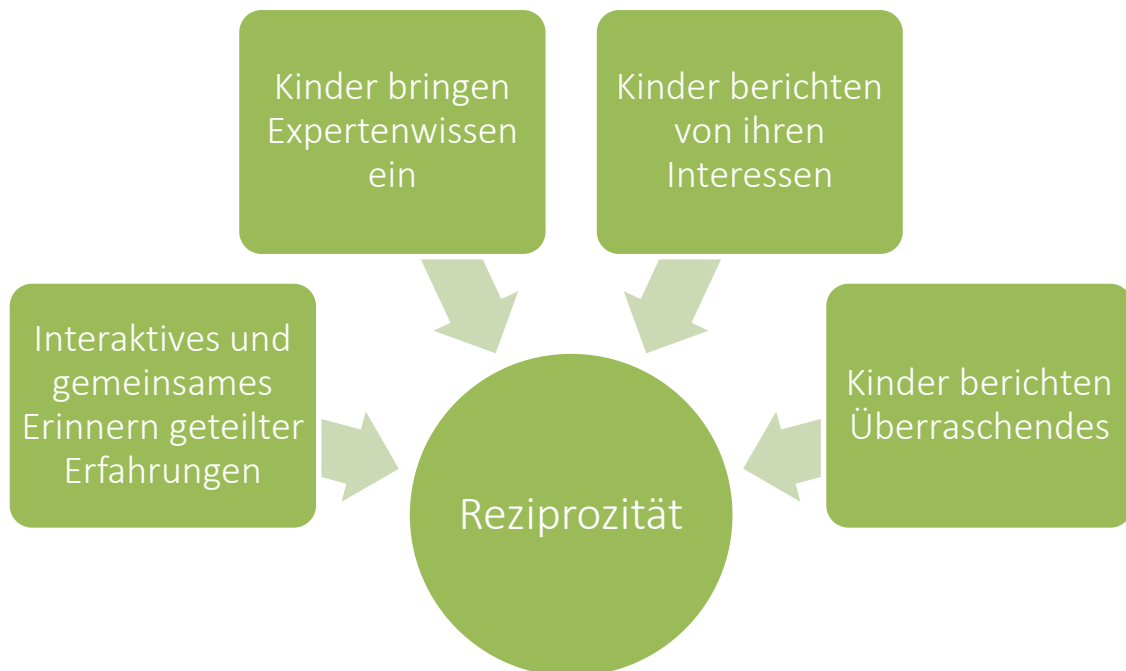 Kinder bringen
Expertenwissen
ein
Kinder berichten
von ihren
Interessen
Interaktives und
gemeinsames
Erinnern geteilter
Erfahrungen
Kinder berichten
Überraschendes
Reziprozität